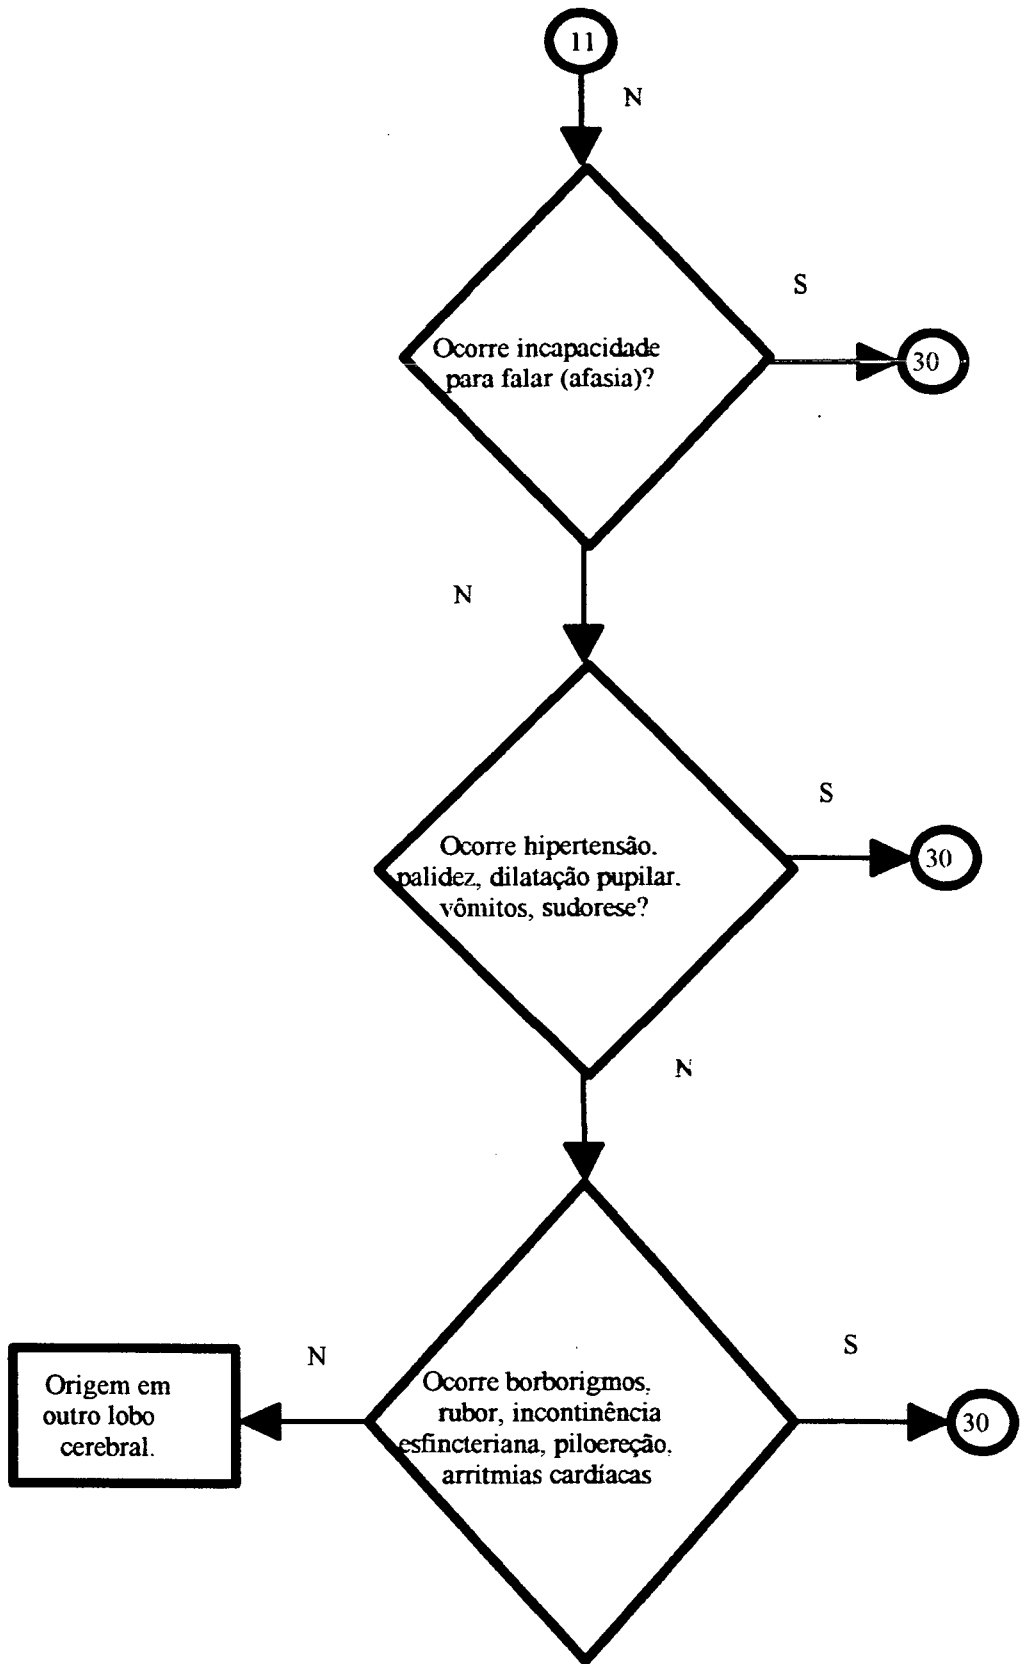 11
N
S
Ocorre incapacidade
para falar (afasia)?
30
N
S
Ocorre hipertensão.
palidez, dilatação pupilar.
vômitos, sudorese?
30
N
N
S
Origem em
outro lobo
cerebral.
Ocorre borborigmos,
rubor, incontinência
esfincteriana, piloereção,
arritmias cardíacas
30